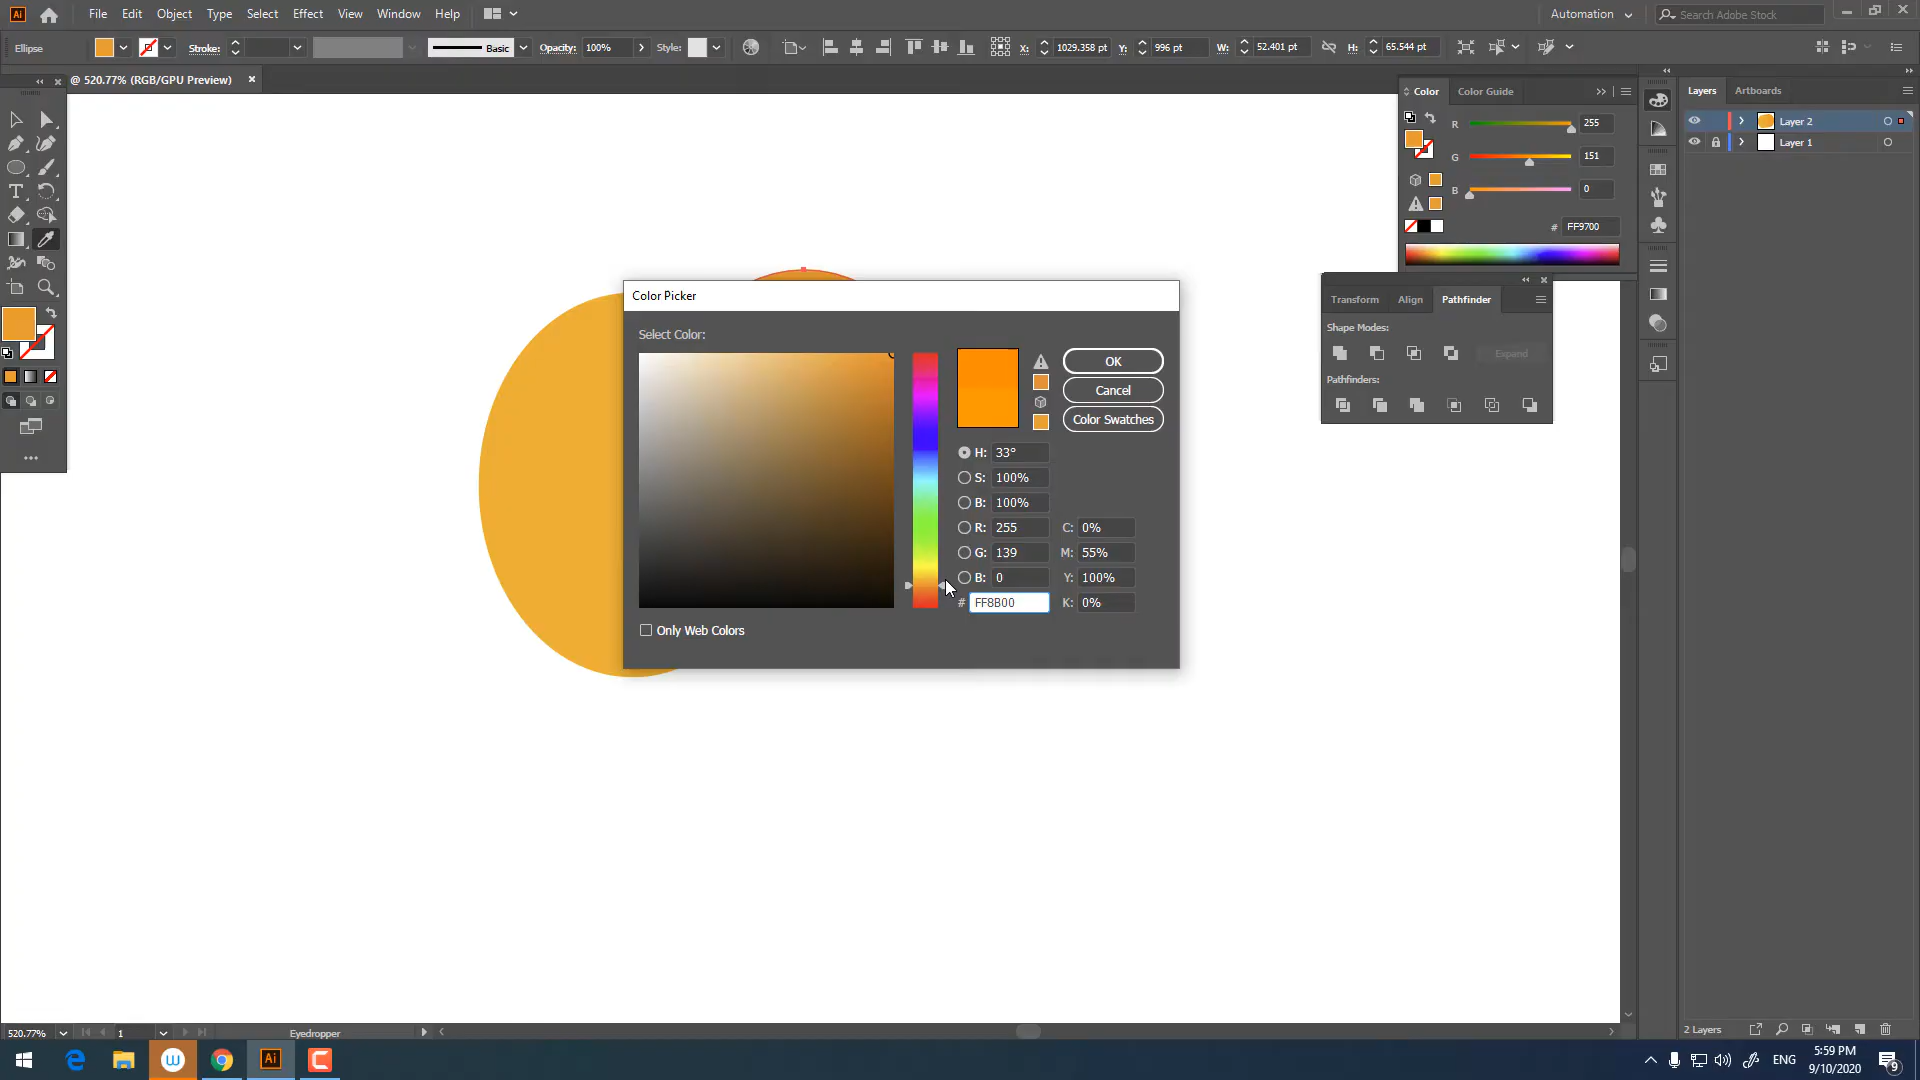 Ai File Edit Object Type Select Effect View Window Help Automation Search Adobe Stock
Ellipse Stroke: Basic Opacity: 100% Style: X: 1029.358 pt Y: 996 pt W: 52.401 pt H: 65.544 pt
@ 520.77% (RGB/GPU Preview)
Color Color Guide
R 255
G 151
B 0
# FF9700
Layers Artboards
Layer 2
Layer 1
Transform Align Pathfinder
Shape Modes:
Expand
Pathfinders:
Color Picker
Select Color:
OK
Cancel
Color Swatches
H: 33°
S: 100%
B: 100%
R: 255 C: 0%
G: 139 M: 55%
B: 0 Y: 100%
# FF8B00 K: 0%
Only Web Colors
520.77% 1 Eyedropper
2 Layers
W Ai C ENG
5:59 PM
9/10/2020
9